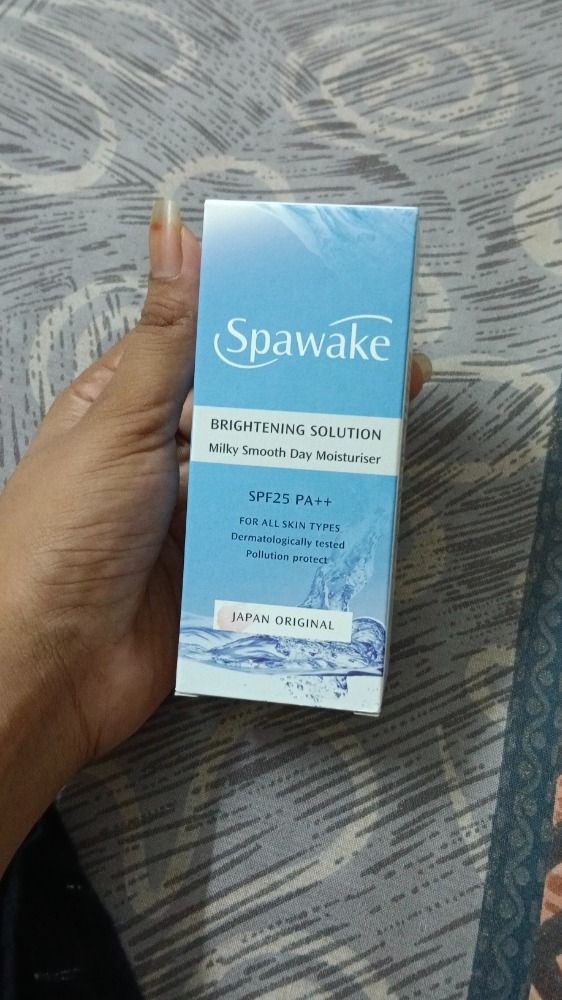 Spawake
BRIGHTENING SOLUTION
Milky Smooth Day Moisturiser
SPF25 PA++
FOR ALL SKIN TYPES
Dermatologically tested
Pollution protect
JAPAN ORIGINAL